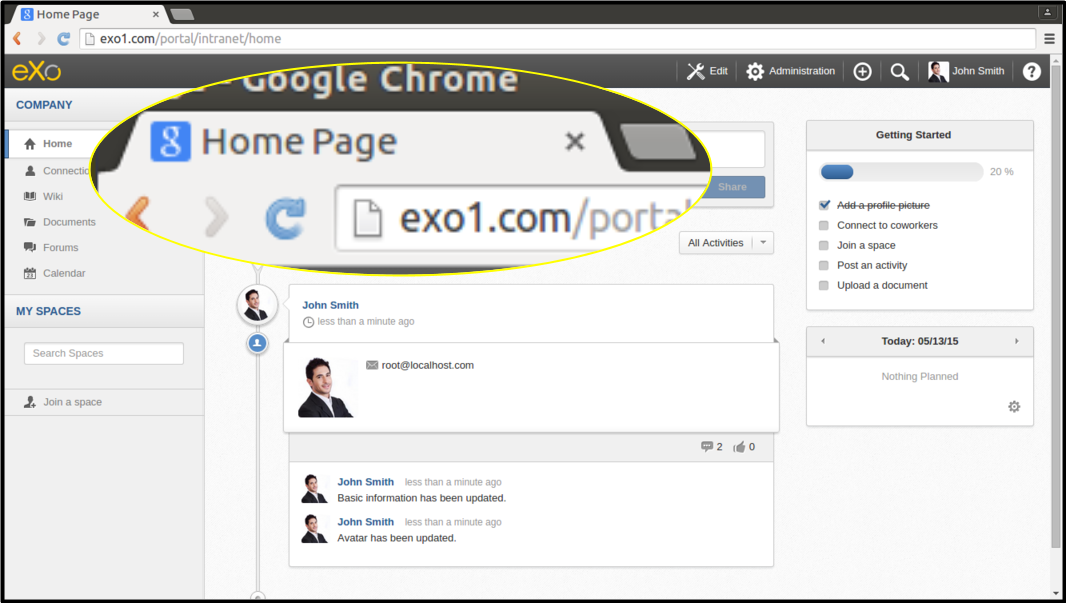 Home Page
exo1.com/portal/intranet/home
eXo
Edit
Administration
John Smith
?
- Google Chrome
Home Page
exo1.com/porta
COMPANY
Home
Connectio
Wiki
Documents
Forums
23 Calendar
MY SPACES
Search Spaces
Join a space
Share
All Activities
John Smith
less than a minute ago
root@localhost.com
2
0
John Smith less than a minute ago
Basic information has been updated.
John Smith less than a minute ago
Avatar has been updated.
Getting Started
20 %
Add a profile picture
Connect to coworkers
Join a space
Post an activity
Upload a document
Today: 05/13/15
Nothing Planned